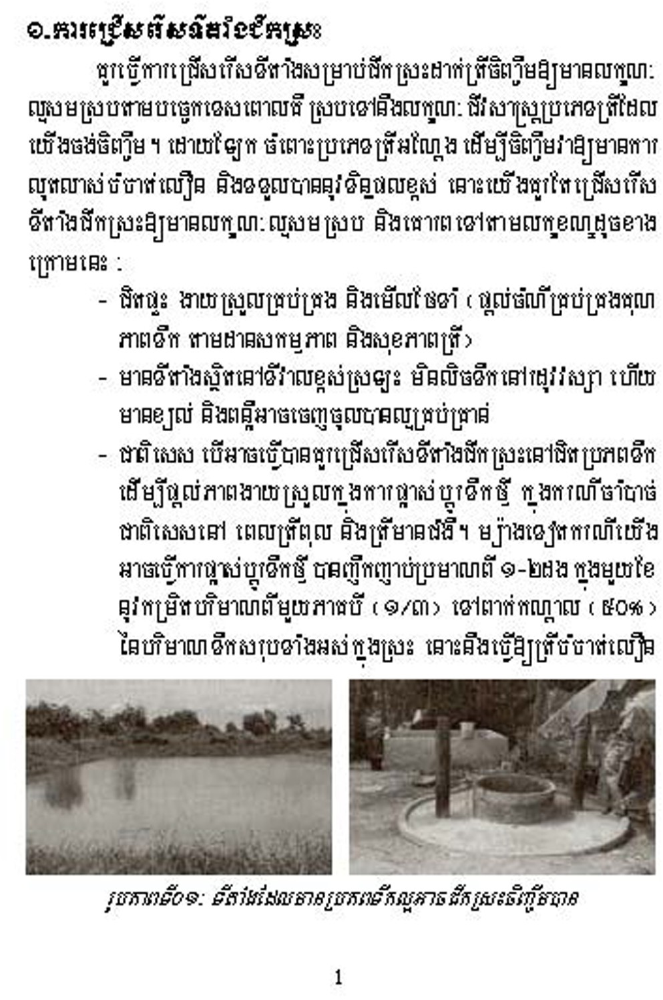 ១.ការជ្រើសរើសទីតាំងជីកស្រះ
គួរធ្វើការជ្រើសរើសទីតាំងសម្រាប់ជីកស្រះដាក់ត្រីចិញ្ចឹមឱ្យមានលក្ខណៈ
ល្អសមស្របតាមបច្ចេកទេសពោលគឺ ស្របទៅនឹងលក្ខណៈជីវសាស្ត្រប្រភេទត្រីដែល
យើងចង់ចិញ្ចឹម។ ដោយឡែក ចំពោះប្រភេទត្រីអណ្តែង ដើម្បីចិញ្ចឹមវាឱ្យមានការ
លូតលាស់ធំធាត់លឿន និងទទួលបាននូវទិន្នផលខ្ពស់ នោះយើងគួរតែជ្រើសរើស
ទីតាំងជីកស្រះឱ្យមានលក្ខណៈល្អសមស្រប និងគោរពទៅតាមលក្ខខណ្ឌដូចខាង
ក្រោមនេះ :
- ជិតផ្ទះ ងាយស្រួលគ្រប់គ្រង និងមើលថែទាំ (ផ្តល់ចំណីគ្រប់គ្រងគុណ
ភាពទឹក តាមដានសកម្មភាព និងសុខភាពត្រី)
- មានទីតាំងស្ថិតនៅទីវាលខ្ពស់ស្រឡះ មិនលិចទឹកនៅរដូវវស្សា ហើយ
មានខ្យល់ និងពន្លឺអាចចេញចូលបានល្អគ្រប់គ្រាន់
- ជាពិសេស បើអាចធ្វើបានគួរជ្រើសរើសទីតាំងជីកស្រះនៅជិតប្រភពទឹក
ដើម្បីផ្តល់ភាពងាយស្រួលក្នុងការផ្លាស់ប្តូរទឹកថ្មី ក្នុងករណីចាំបាច់
ជាពិសេសនៅ ពេលត្រីពុល និងត្រីមានជំងឺ។ ម្យ៉ាងទៀតករណីយើង
អាចធ្វើការផ្លាស់ប្តូរទឹកថ្មី បានញឹកញាប់ប្រមាណពី ១-២ដង ក្នុងមួយខែ
នូវកម្រិតបរិមាណពីមួយភាគបី (១/៣) ទៅពាក់កណ្តាល (៥០%)
នៃបរិមាណទឹកសរុបទាំងអស់ក្នុងស្រះ នោះនឹងធ្វើឱ្យត្រីធំធាត់លឿន
រូបភាពទី០១: ទីតាំងដែលមានប្រភពទឹកល្អអាចជីកស្រះចិញ្ចឹមបាន
1